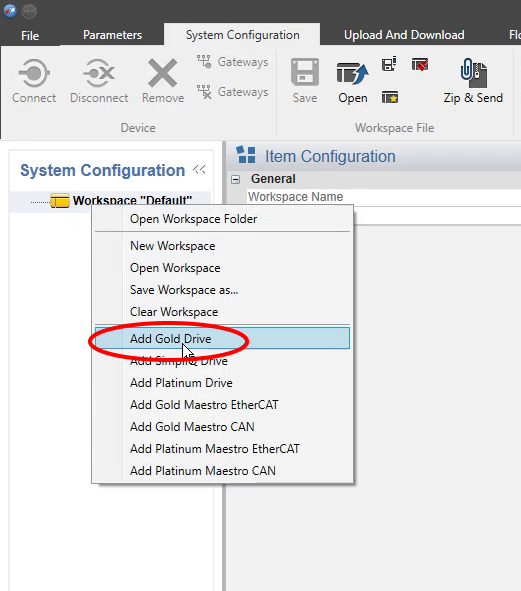 File Parameters System Configuration Upload And Download Flo
Connect Disconnect Remove Gateways Gateways
Device
Save Open Zip & Send
Workspace File
System Configuration
Workspace "Default"
Item Configuration
General
Workspace Name
Open Workspace Folder
New Workspace
Open Workspace
Save Workspace as...
Clear Workspace
Add Gold Drive
Add SimplIQ Drive
Add Platinum Drive
Add Gold Maestro EtherCAT
Add Gold Maestro CAN
Add Platinum Maestro EtherCAT
Add Platinum Maestro CAN